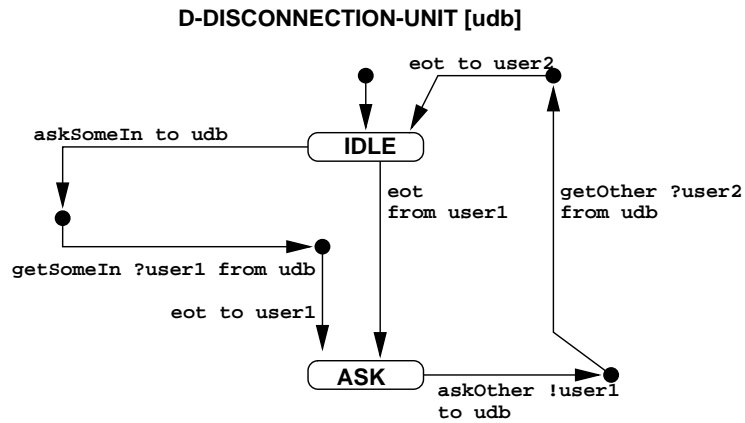 D-DISCONNECTION-UNIT [udb]
eot to user2
askSomeIn to udb
IDLE
eot
from user1
getOther ?user2
from udb
getSomeIn ?user1 from udb
eot to user1
ASK
askOther !user1
to udb